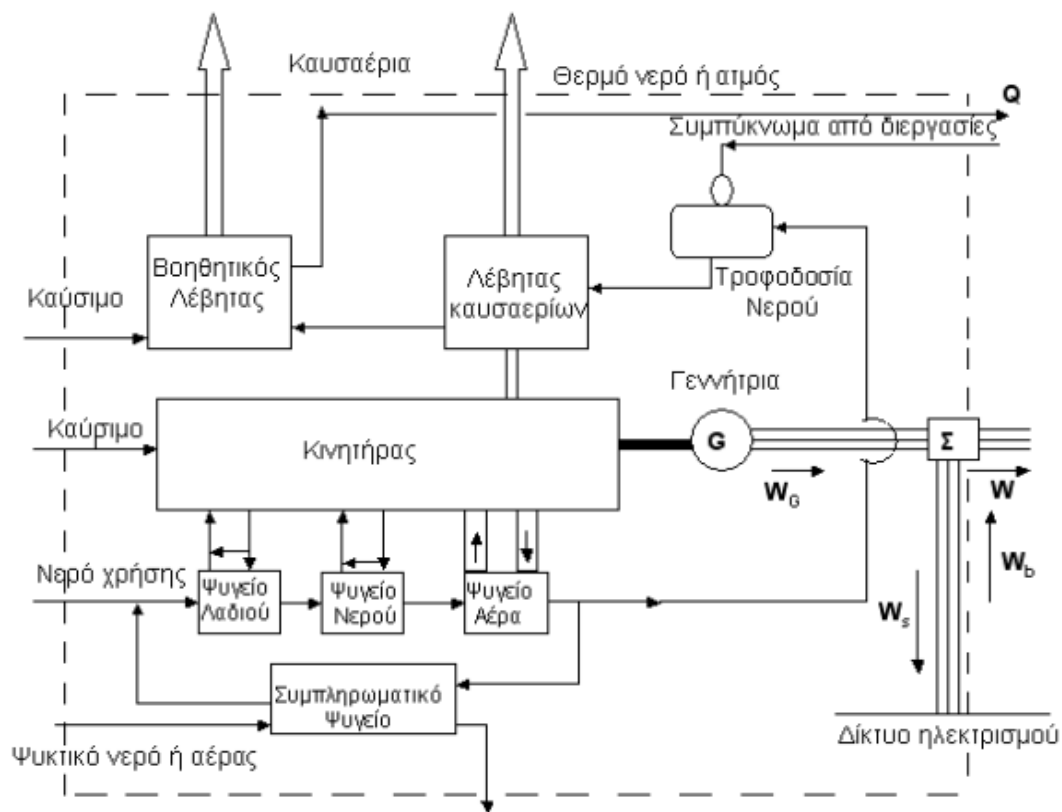 Καυσαέρια
Θερμό νερό ή ατμός
Q
Συμπύκνωμα από διεργασίες
Βοηθητικός
Λέβητας
Λέβητας
καυσαερίων
Τροφοδοσία
Νερού
Καύσιμο
Γεννήτρια
Καύσιμο
Κινητήρας
G
Σ
W_G
W
W_b
W_s
Νερό χρήσης
Ψυγείο
Λαδιού
Ψυγείο
Νερού
Ψυγείο
Αέρα
Συμπληρωματικό
Ψυγείο
Ψυκτικό νερό ή αέρας
Δίκτυο ηλεκτρισμού